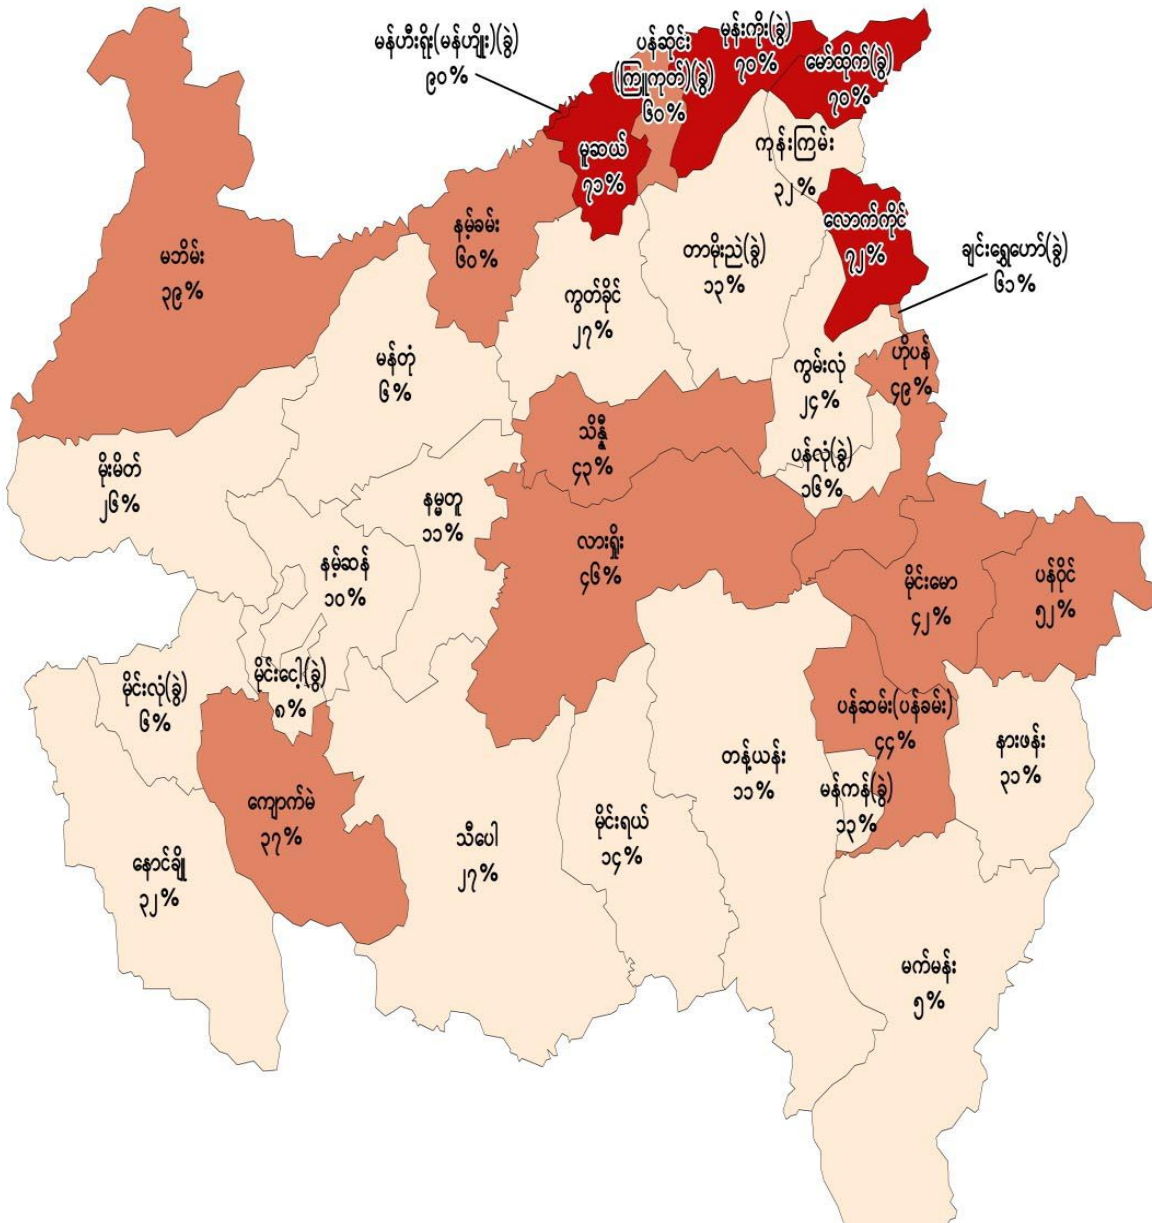 မန်ဟီးရိုး(မန်ဟျိုး)(ခွဲ)
၉၀%
ပန်ဆိုင်း
(ကြူကုတ်)(ခွဲ)
၆၀%
မုန်းကိုး(ခွဲ)
၇၀%
မော်ထိုက်(ခွဲ)
၇၀%
မူဆယ်
၇၁%
ကုန်းကြမ်း
၃၂%
လောက်ကိုင်
၇၂%
ချင်းရွှေဟော်(ခွဲ)
၆၁%
မဘိမ်း
၃၉%
နမ့်ခမ်း
၆၀%
တာမိုးညဲ(ခွဲ)
၁၃%
ကွတ်ခိုင်
၂၇%
မန်တုံ
၆%
ကွမ်းလုံ
၂၄%
ဟိုပန်
၄၉%
သိန္နီ
၄၃%
ပန်လုံ(ခွဲ)
၁၆%
မိုးမိတ်
၂၆%
နမ္မတူ
၁၁%
လားရှိုး
၄၆%
နမ့်ဆန်
၁၀%
မိုင်းမော
၄၂%
ပန်ဝိုင်
၅၂%
မိုင်းငေါ့(ခွဲ)
၈%
မိုင်းလုံ(ခွဲ)
၆%
ပန်ဆမ်း(ပန်ခမ်း)
၄၄%
နားဖန်း
၃၁%
တန့်ယန်း
၁၁%
မန်ကန်(ခွဲ)
၁၃%
ကျောက်မဲ
၃၇%
သီပေါ
၂၇%
မိုင်းရယ်
၁၄%
နောင်ချို
၃၂%
မက်မန်း
၅%